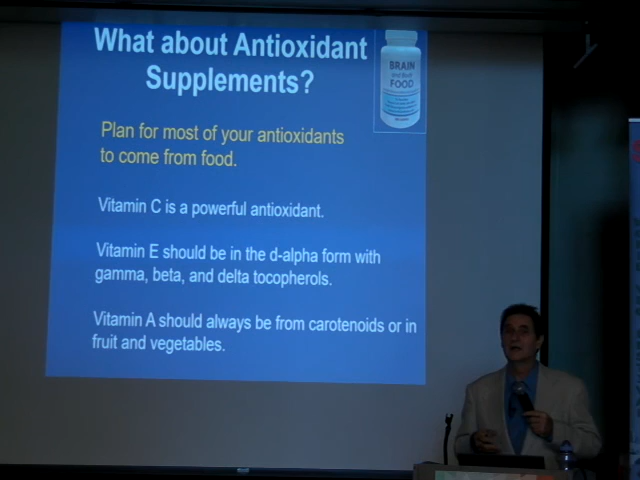 What about Antioxidant
Supplements?
BRAIN
and Body
FOOD
Plan for most of your antioxidants
to come from food.
Vitamin C is a powerful antioxidant.
Vitamin E should be in the d-alpha form with
gamma, beta, and delta tocopherols.
Vitamin A should always be from carotenoids or in
fruit and vegetables.